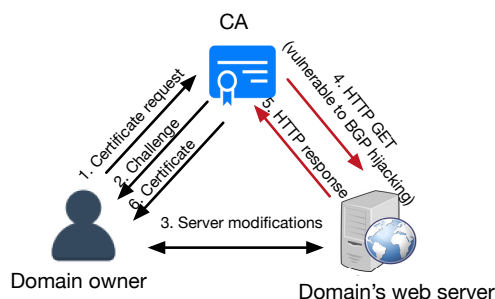 CA
1. Certificate request
2. Challenge
6. Certificate
4. HTTP GET
(vulnerable to BGP hijacking)
5. HTTP response
3. Server modifications
Domain owner
Domain's web server